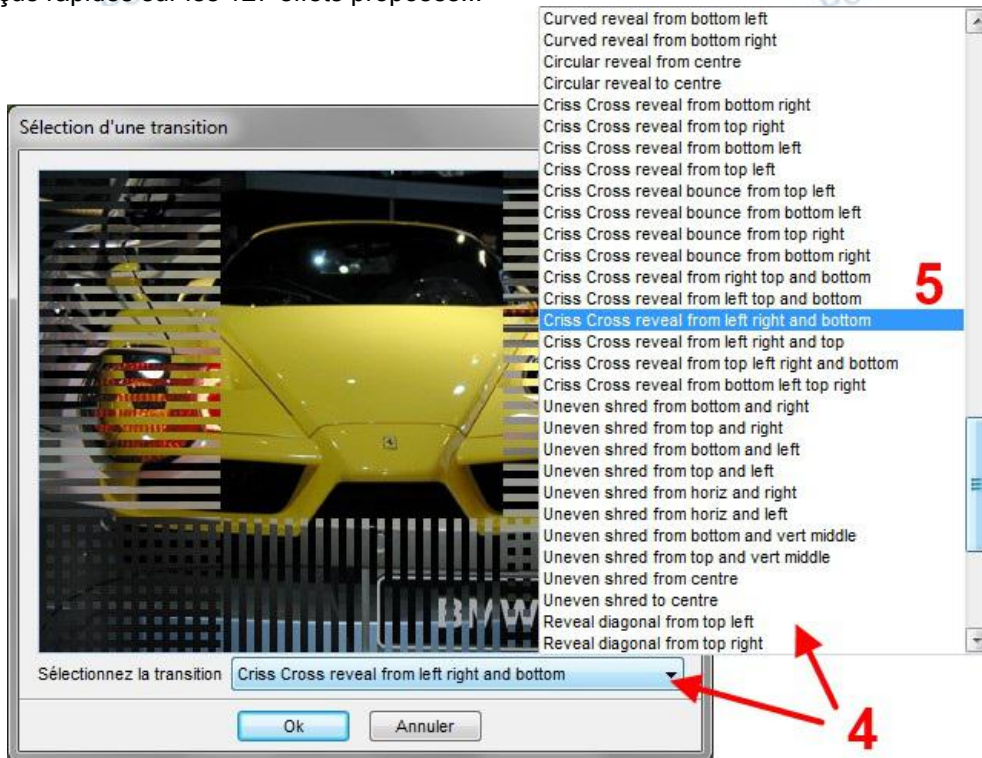 çus rapides sur les 127 effets proposés...
Curved reveal from bottom left
Curved reveal from bottom right
Circular reveal from centre
Circular reveal to centre
Criss Cross reveal from bottom right
Criss Cross reveal from top right
Criss Cross reveal from bottom left
Criss Cross reveal from top left
Criss Cross reveal bounce from top left
Criss Cross reveal bounce from bottom left
Criss Cross reveal bounce from top right
Criss Cross reveal bounce from bottom right
Criss Cross reveal from right top and bottom
Criss Cross reveal from left top and bottom
5
Criss Cross reveal from left right and bottom
Criss Cross reveal from left right and top
Criss Cross reveal from top left right and bottom
Criss Cross reveal from bottom left top right
Uneven shred from bottom and right
Uneven shred from top and right
Uneven shred from bottom and left
Uneven shred from top and left
Uneven shred from horiz and right
Uneven shred from horiz and left
Uneven shred from bottom and vert middle
Uneven shred from top and vert middle
Uneven shred from centre
Uneven shred to centre
Reveal diagonal from top left
Reveal diagonal from top right
Sélection d'une transition
BMW
Sélectionnez la transition Criss Cross reveal from left right and bottom
Ok Annuler
4